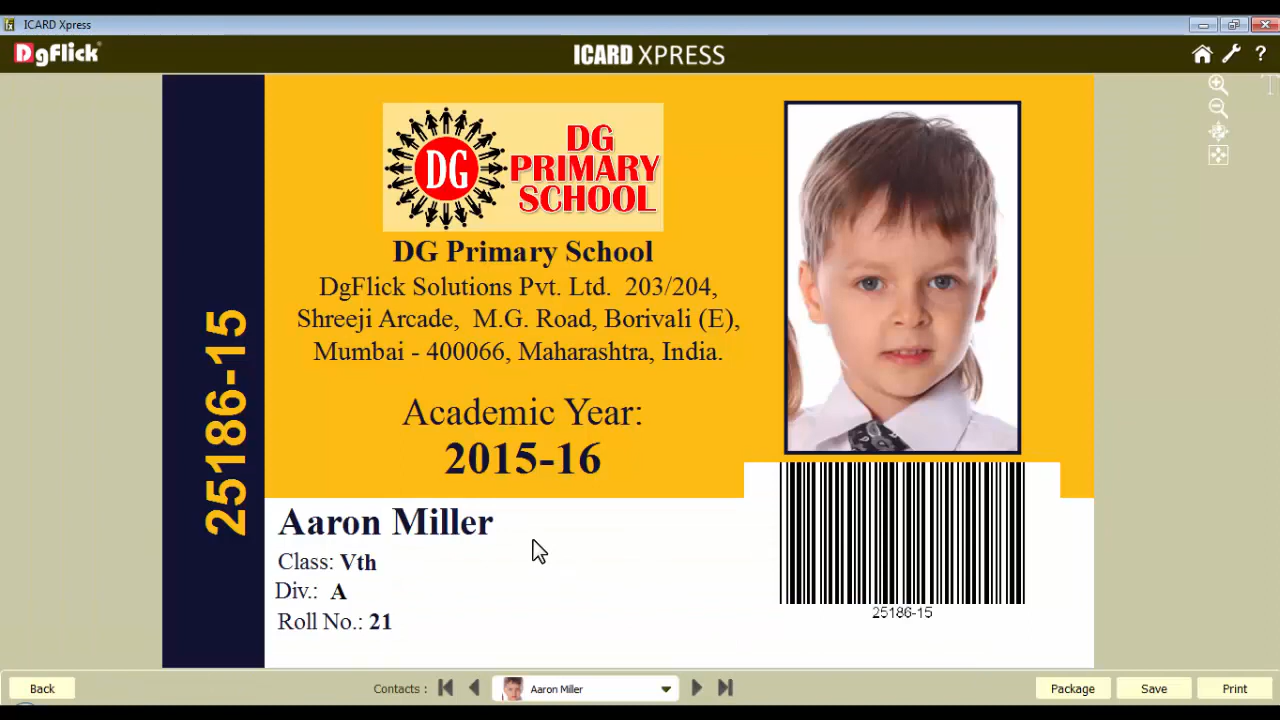 ICARD Xpress
DgFlick
ICARD XPRESS
?
T
25186-15
DG
DG
PRIMARY
SCHOOL
DG Primary School
DgFlick Solutions Pvt. Ltd. 203/204,
Shreeji Arcade, M.G. Road, Borivali (E),
Mumbai - 400066, Maharashtra, India.
Academic Year:
2015-16
Aaron Miller
Class: Vth
Div.: A
Roll No.: 21
25186-15
Back
Contacts :
Aaron Miller
Package
Save
Print